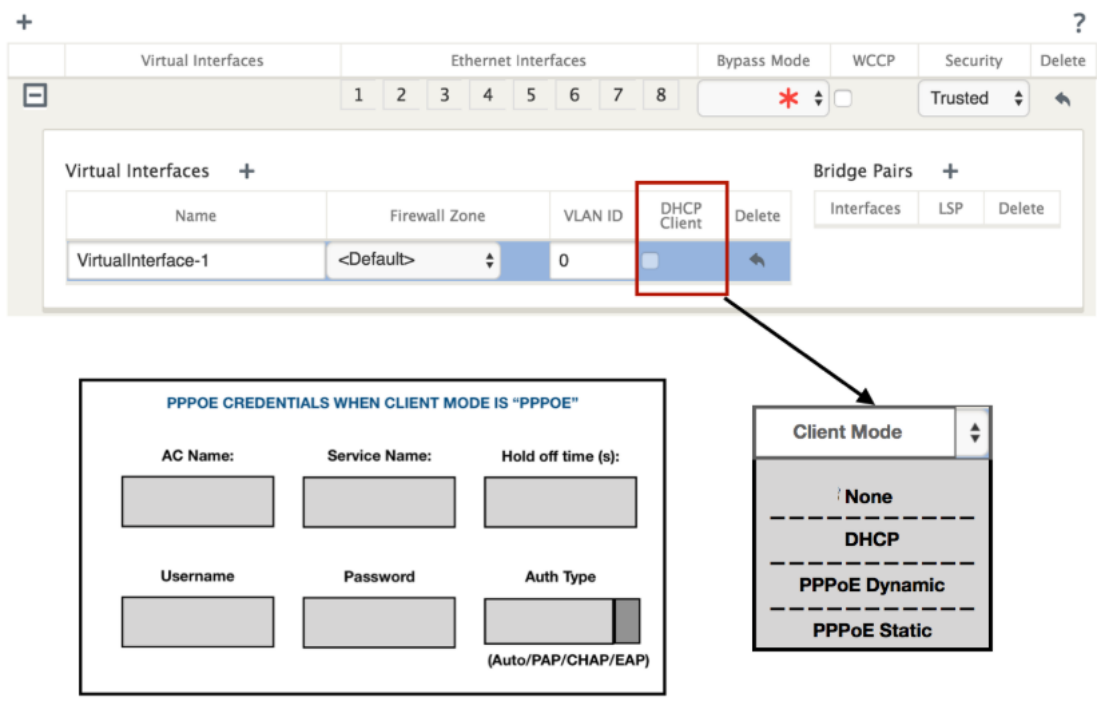 + ?
Virtual Interfaces Ethernet Interfaces Bypass Mode WCCP Security Delete
1 2 3 4 5 6 7 8 * Trusted
Virtual Interfaces + Bridge Pairs +
Name Firewall Zone VLAN ID DHCP Client Delete Interfaces LSP Delete
VirtualInterface-1 <Default> 0
PPPOE CREDENTIALS WHEN CLIENT MODE IS “PPPOE”
AC Name: Service Name: Hold off time (s):
Username Password Auth Type
(Auto/PAP/CHAP/EAP)
Client Mode
None
DHCP
PPPoE Dynamic
PPPoE Static